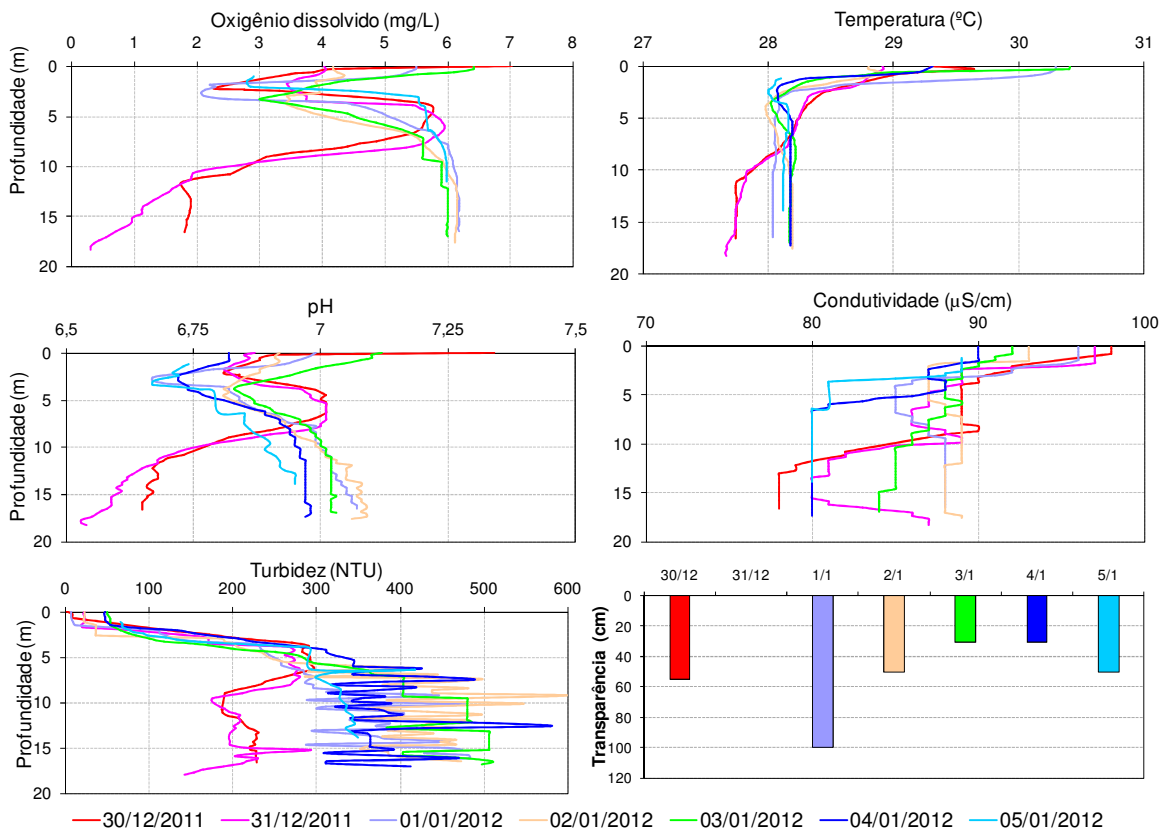 Oxigênio dissolvido (mg/L)
0 1 2 3 4 5 6 7 8
Profundidade (m)
0
5
10
15
20
Temperatura (ºC)
27 28 29 30 31
0
5
10
15
20
pH
6,5 6,75 7 7,25 7,5
Profundidade (m)
0
5
10
15
20
Condutividade (µS/cm)
70 80 90 100
0
5
10
15
20
Turbidez (NTU)
0 100 200 300 400 500 600
Profundidade (m)
0
5
10
15
20
30/12 31/12 1/1 2/1 3/1 4/1 5/1
Transparência (cm)
0
20
40
60
80
100
120
30/12/2011 31/12/2011 01/01/2012 02/01/2012 03/01/2012 04/01/2012 05/01/2012